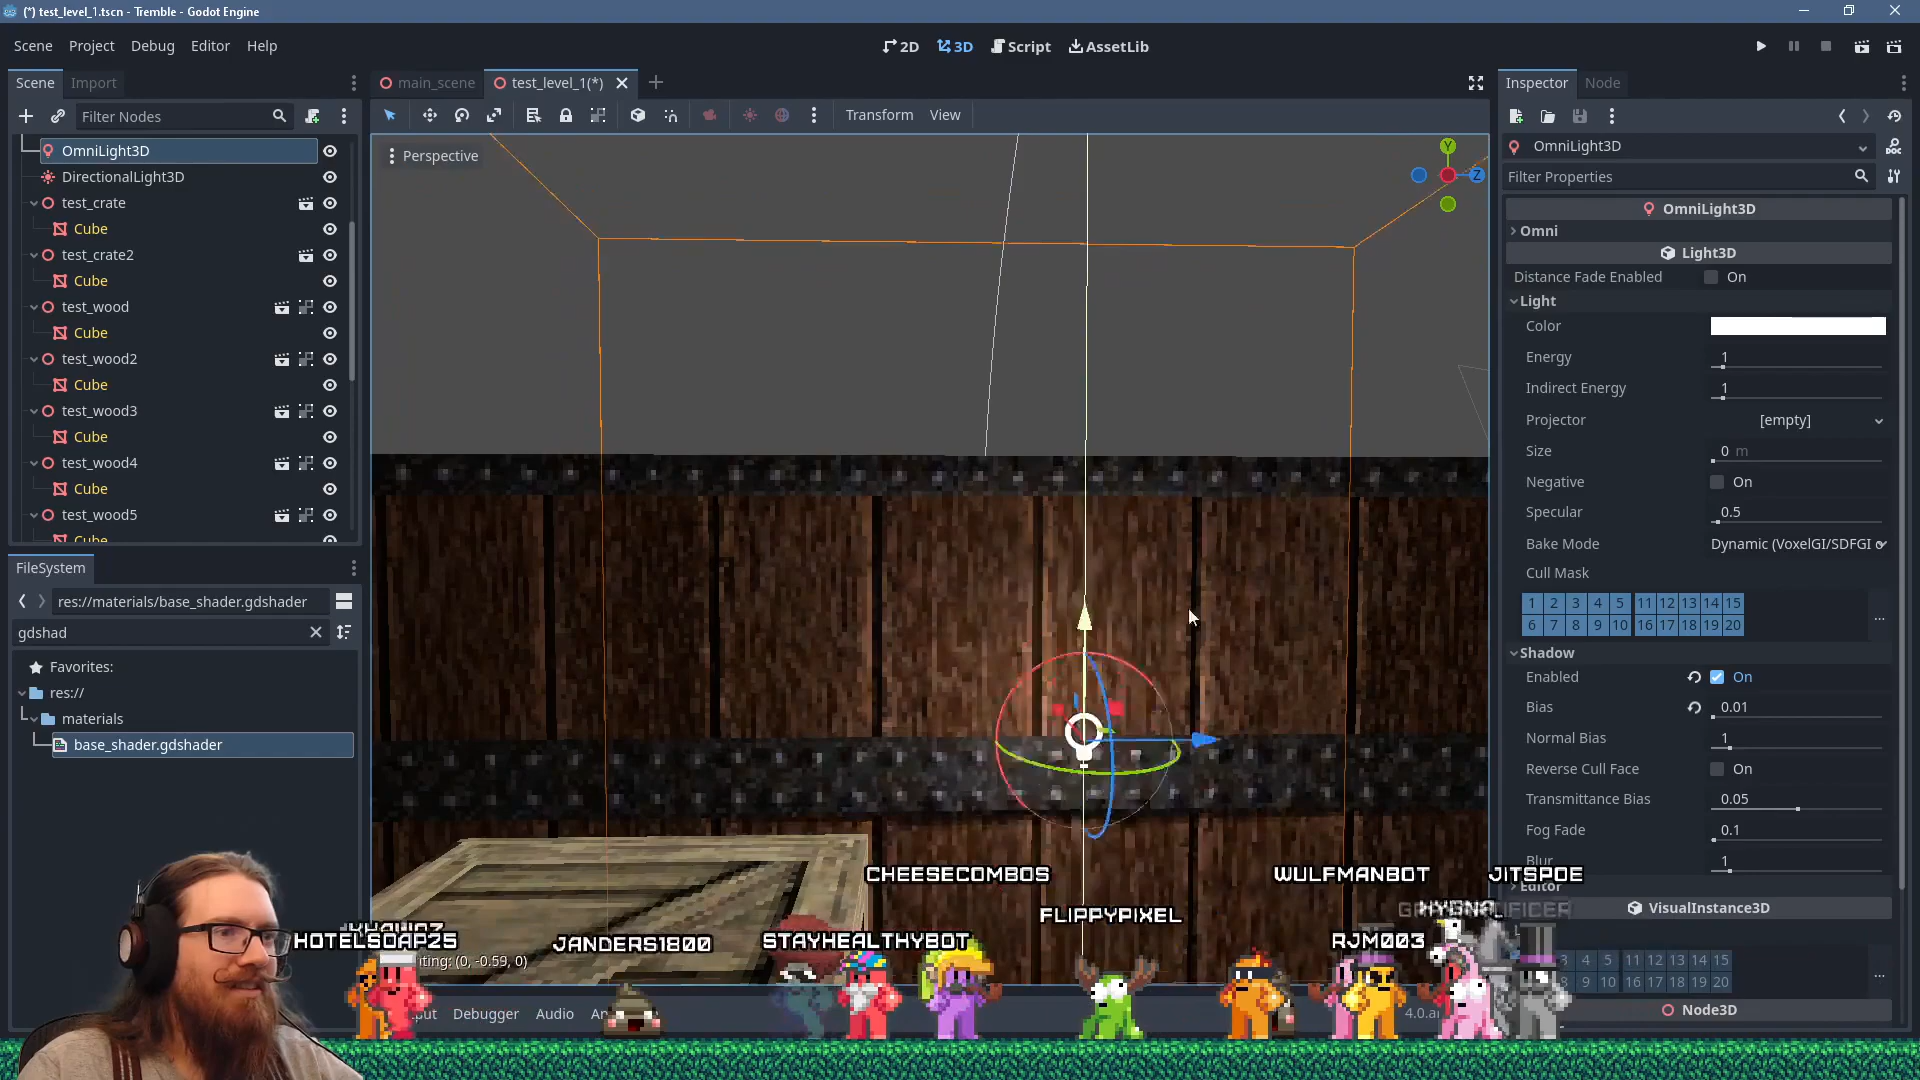 (*) test_level_1.tscn - Tremble - Godot Engine
Scene Project Debug Editor Help
2D 3D Script AssetLib
Scene Import
main_scene test_level_1(*)
Inspector Node
Filter Nodes
Transform View
OmniLight3D
DirectionalLight3D
test_crate
Cube
test_crate2
Cube
test_wood
Cube
test_wood2
Cube
test_wood3
Cube
test_wood4
Cube
test_wood5
Cube
FileSystem
res://materials/base_shader.gdshader
gdshad
Favorites:
res://
materials
base_shader.gdshader
Perspective
Y
Z
OmniLight3D
Filter Properties
OmniLight3D
Omni
Light3D
Distance Fade Enabled On
Light
Color
Energy 1
Indirect Energy 1
Projector [empty]
Size 0 m
Negative On
Specular 0.5
Bake Mode Dynamic (VoxelGI/SDFGI
Cull Mask
1 2 3 4 5 11 12 13 14 15
6 7 8 9 10 16 17 18 19 20
Shadow
Enabled On
Bias 0.01
Normal Bias 1
Reverse Cull Face On
Transmittance Bias 0.05
Fog Fade 0.1
Blur 1
Editor
VisualInstance3D
3 4 5 11 12 13 14 15
8 9 10 16 17 18 19 20
Node3D
CHEESECOMBOS
WULFMANBOT
JITSPOE
FLIPPYPIXEL
HOTELSOAP25
JANDERS1800
STAYHEALTHYBOT
RJM003
(0, -0.59, 0)
Debugger Audio